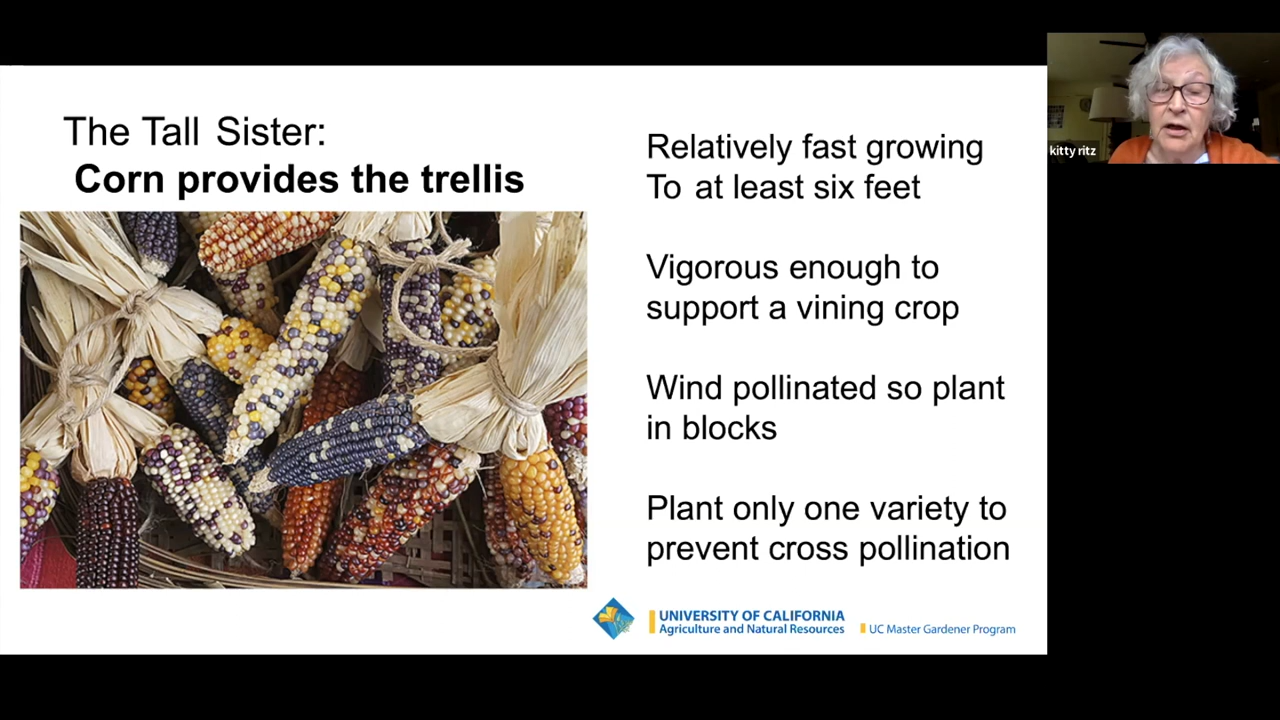 The Tall Sister:
Corn provides the trellis
Relatively fast growing
To at least six feet
Vigorous enough to
support a vining crop
Wind pollinated so plant
in blocks
Plant only one variety to
prevent cross pollination
UNIVERSITY OF CALIFORNIA
Agriculture and Natural Resources
UC Master Gardener Program
kitty ritz